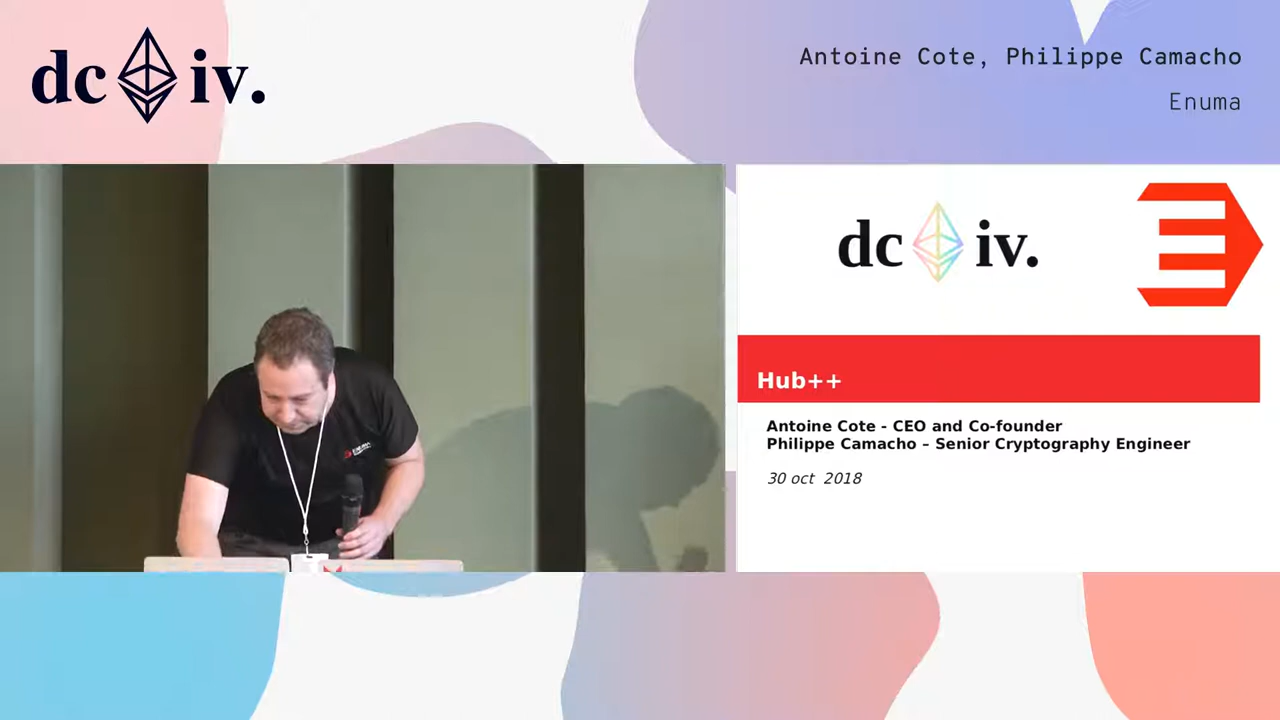 dc iv.
Antoine Cote, Philippe Camacho
Enuma
dc iv.
Hub++
Antoine Cote - CEO and Co-founder
Philippe Camacho – Senior Cryptography Engineer
30 oct 2018